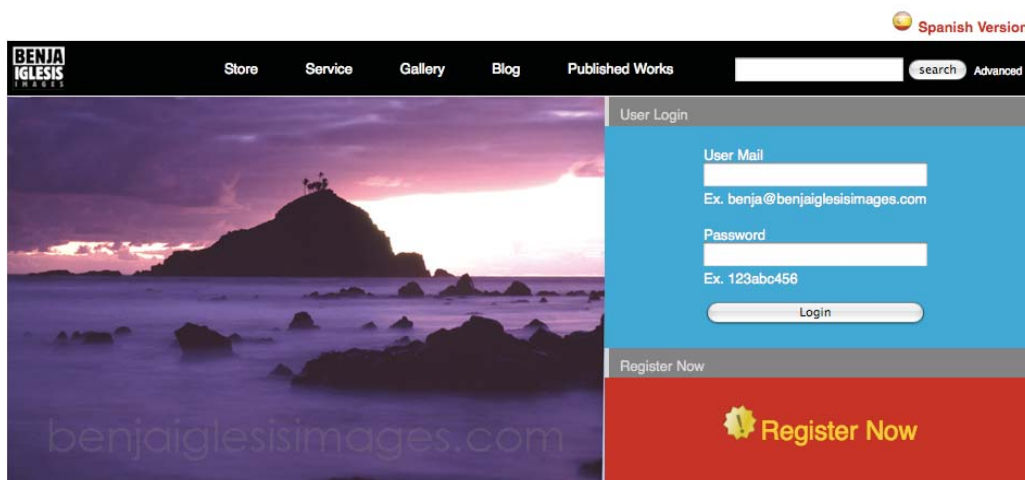 Spanish Version
BENJA
IGLESIS
IMAGES
Store Service Gallery Blog Published Works search Advanced
User Login
User Mail
Ex. benja@benjaiglesisimages.com
Password
Ex. 123abc456
Login
Register Now
Register Now
benjaiglesisimages.com